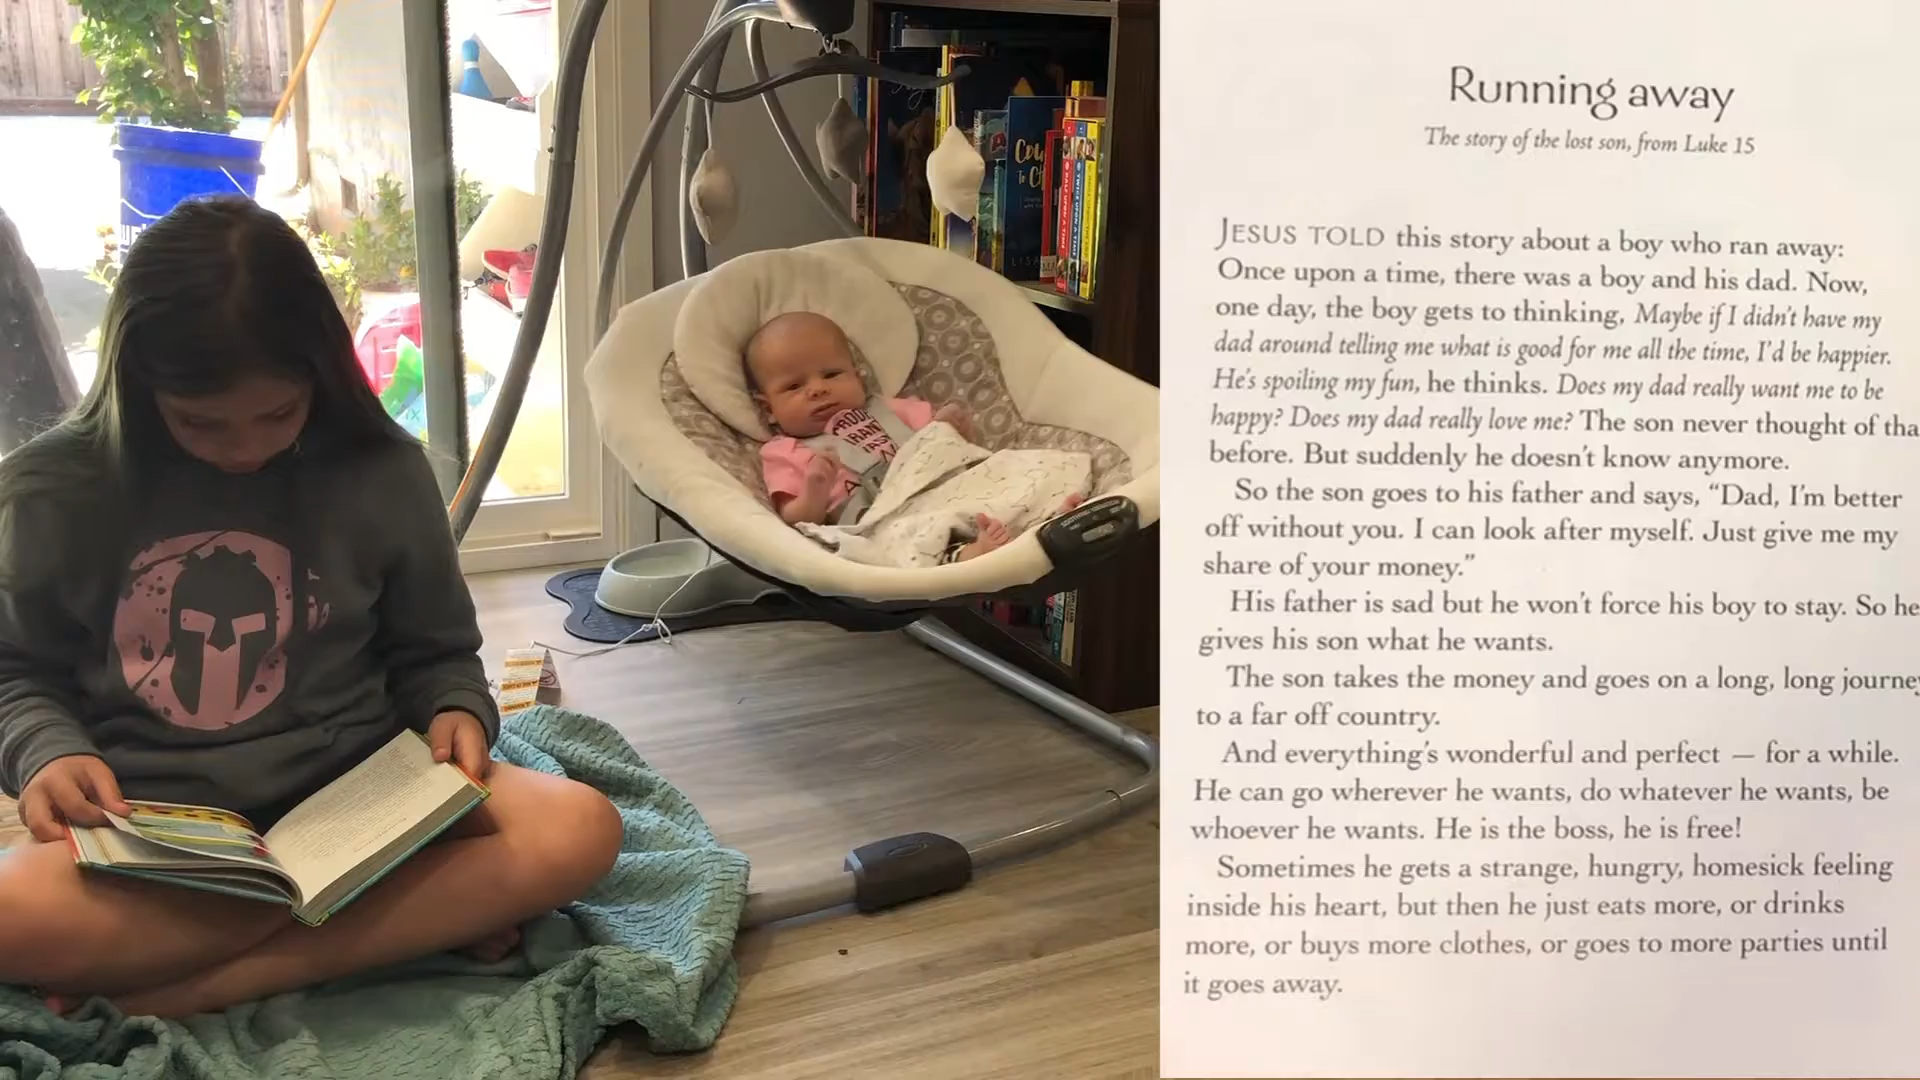 Running away
The story of the lost son, from Luke 15
JESUS TOLD this story about a boy who ran away:
Once upon a time, there was a boy and his dad. Now,
one day, the boy gets to thinking, Maybe if I didn't have my
dad around telling me what is good for me all the time, I'd be happier.
He's spoiling my fun, he thinks. Does my dad really want me to be
happy? Does my dad really love me? The son never thought of tha
before. But suddenly he doesn't know anymore.
So the son goes to his father and says, “Dad, I'm better
off without you. I can look after myself. Just give me my
share of your money.”
His father is sad but he won't force his boy to stay. So he
gives his son what he wants.
The son takes the money and goes on a long, long journey
to a far off country.
And everything's wonderful and perfect — for a while.
He can go wherever he wants, do whatever he wants, be
whoever he wants. He is the boss, he is free!
Sometimes he gets a strange, hungry, homesick feeling
inside his heart, but then he just eats more, or drinks
more, or buys more clothes, or goes to more parties until
it goes away.